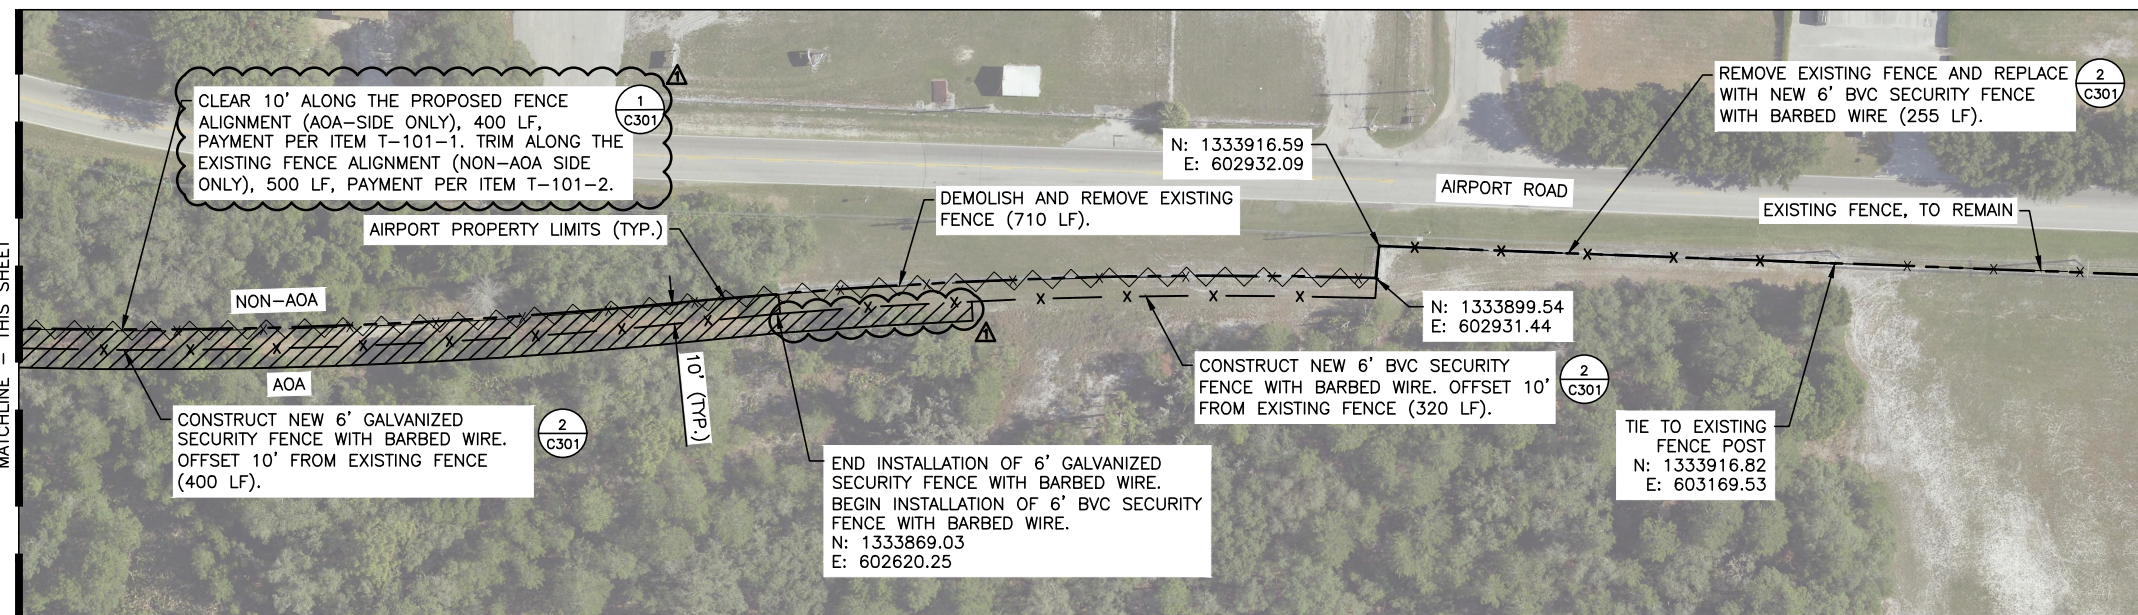 MATCHLINE – THIS SHEET
CLEAR 10' ALONG THE PROPOSED FENCE
ALIGNMENT (AOA–SIDE ONLY), 400 LF,
PAYMENT PER ITEM T–101–1. TRIM ALONG THE
EXISTING FENCE ALIGNMENT (NON–AOA SIDE
ONLY), 500 LF, PAYMENT PER ITEM T–101–2.
1
C301
1
AIRPORT PROPERTY LIMITS (TYP.)
NON–AOA
AOA
CONSTRUCT NEW 6' GALVANIZED
SECURITY FENCE WITH BARBED WIRE.
OFFSET 10' FROM EXISTING FENCE
(400 LF).
2
C301
10' (TYP.)
DEMOLISH AND REMOVE EXISTING
FENCE (710 LF).
1
END INSTALLATION OF 6' GALVANIZED
SECURITY FENCE WITH BARBED WIRE.
BEGIN INSTALLATION OF 6' BVC SECURITY
FENCE WITH BARBED WIRE.
N: 1333869.03
E: 602620.25
N: 1333916.59
E: 602932.09
AIRPORT ROAD
N: 1333899.54
E: 602931.44
CONSTRUCT NEW 6' BVC SECURITY
FENCE WITH BARBED WIRE. OFFSET 10'
FROM EXISTING FENCE (320 LF).
2
C301
REMOVE EXISTING FENCE AND REPLACE
WITH NEW 6' BVC SECURITY FENCE
WITH BARBED WIRE (255 LF).
2
C301
EXISTING FENCE, TO REMAIN
TIE TO EXISTING
FENCE POST
N: 1333916.82
E: 603169.53